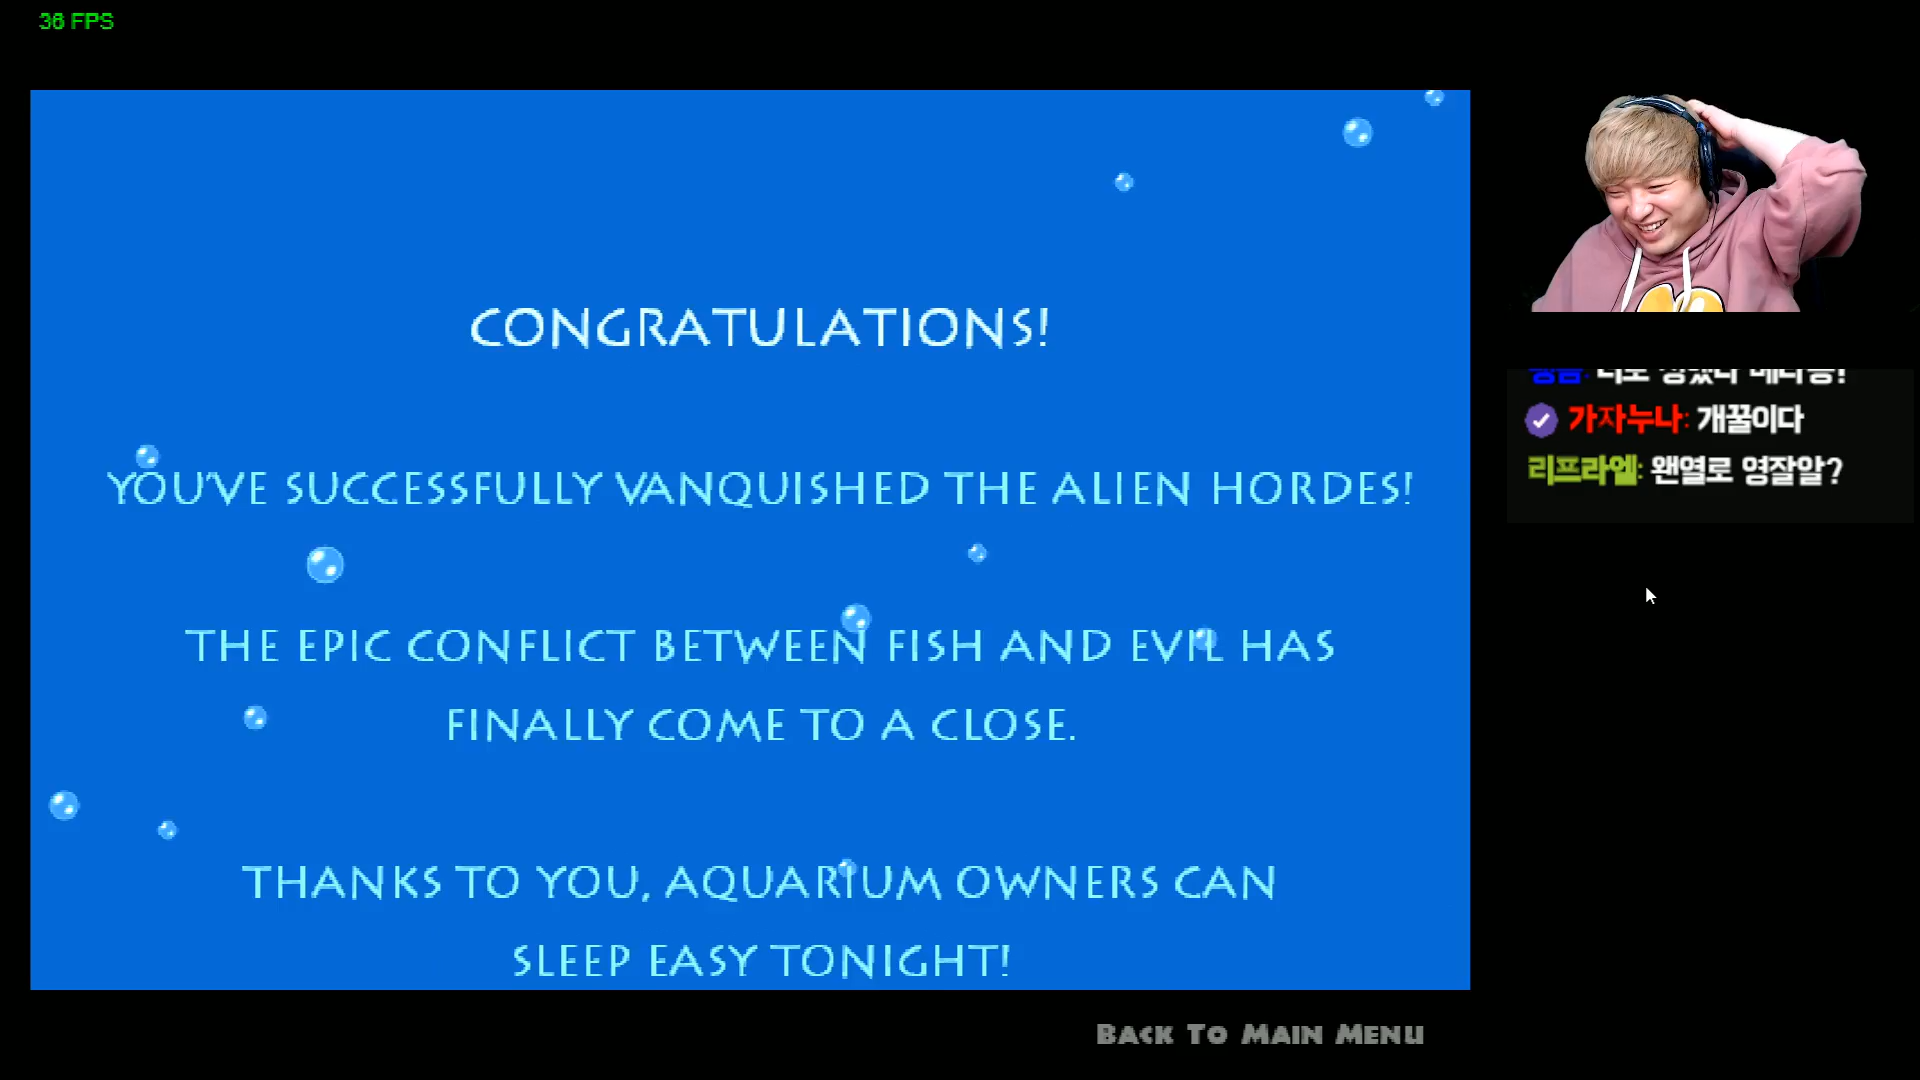 36 FPS
CONGRATULATIONS!
YOU'VE SUCCESSFULLY VANQUISHED THE ALIEN HORDES!
THE EPIC CONFLICT BETWEEN FISH AND EVIL HAS
FINALLY COME TO A CLOSE.
THANKS TO YOU, AQUARIUM OWNERS CAN
SLEEP EASY TONIGHT!
BACK TO MAIN MENU
가자누나: 개꿀이다
리프라엘: 왠열로 영잘알?